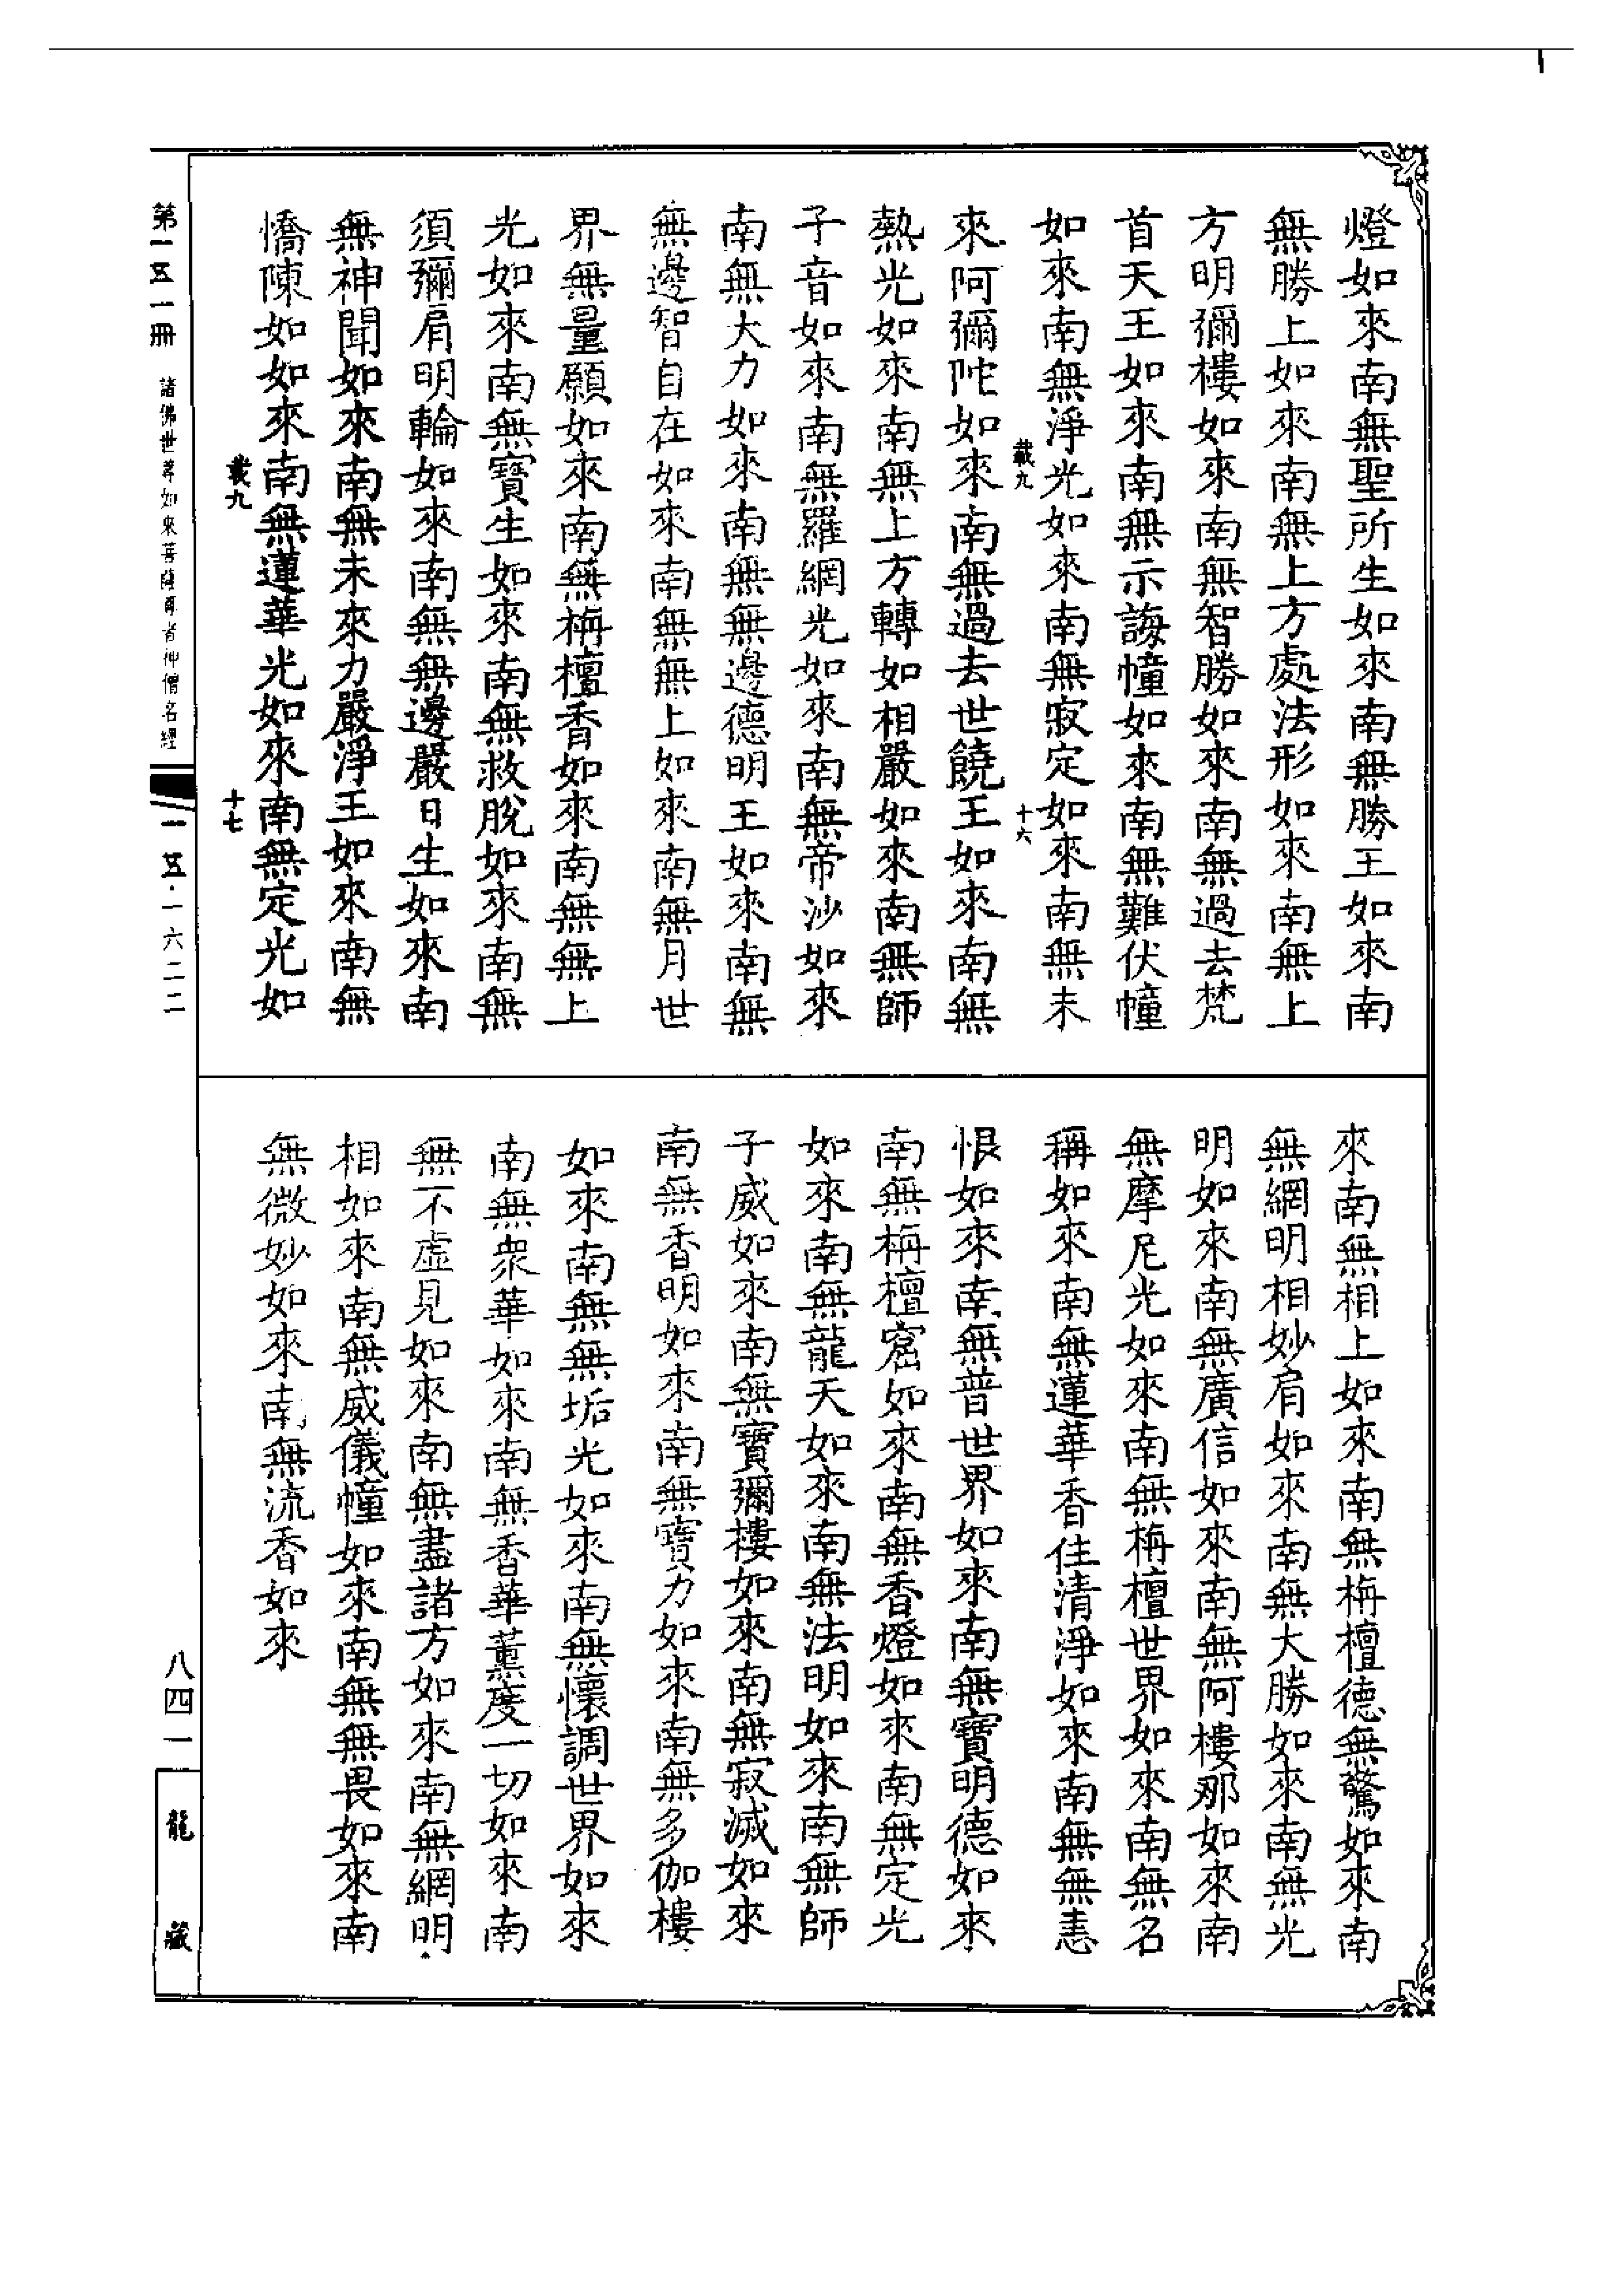 燈如來南無聖所生如來南無勝王如來南
無勝上如來南無上方處法形如來南無上
方明彌樓如來南無智勝如來南無過去梵
首天王如來南無示誨幢如來南無難伏幢
如來南無淨光如來南無寂定如來南無未
載九
十六
來阿彌陀如來南無過去世饒王如來南無
熱光如來南無上方轉如相嚴如來南無師
子音如來南無羅網光如來南無帝沙如來
南無大力如來南無無邊德明王如來南無
無邊智自在如來南無無上如來南無月世
界無量願如來南無栴檀香如來南無無上
光如來南無寶生如來南無救脫如來南無
須彌肩明輪如來南無無邊嚴日生如來南
無神聞如來南無未來力嚴淨王如來南無
憍陳如如來南無蓮華光如來南無定光如
載九
十七
來南無相上如來南無栴檀德無驚如來南
無網明相妙肩如來南無大勝如來南無光
明如來南無廣信如來南無阿樓那如來南
無摩尼光如來南無栴檀世界如來南無名
稱如來南無蓮華香住清淨如來南無無恚
恨如來南無普世界如來南無寶明德如來
南無栴檀窟如來南無香燈如來南無定光
如來南無龍天如來南無法明如來南無師
子威如來南無寶彌樓如來南無寂滅如來
南無香明如來南無寶力如來南無多伽樓
如來南無無垢光如來南無懷調世界如來
南無眾華如來南無香華薰度一切如來南
無不虛見如來南無盡諸方如來南無網明
相如來南無威儀幢如來南無無畏如來南
無微妙如來南無流香如來
第一五一冊
諸佛世尊如來菩薩尊者神僧名經
一五·一六二二
八四一
龍藏